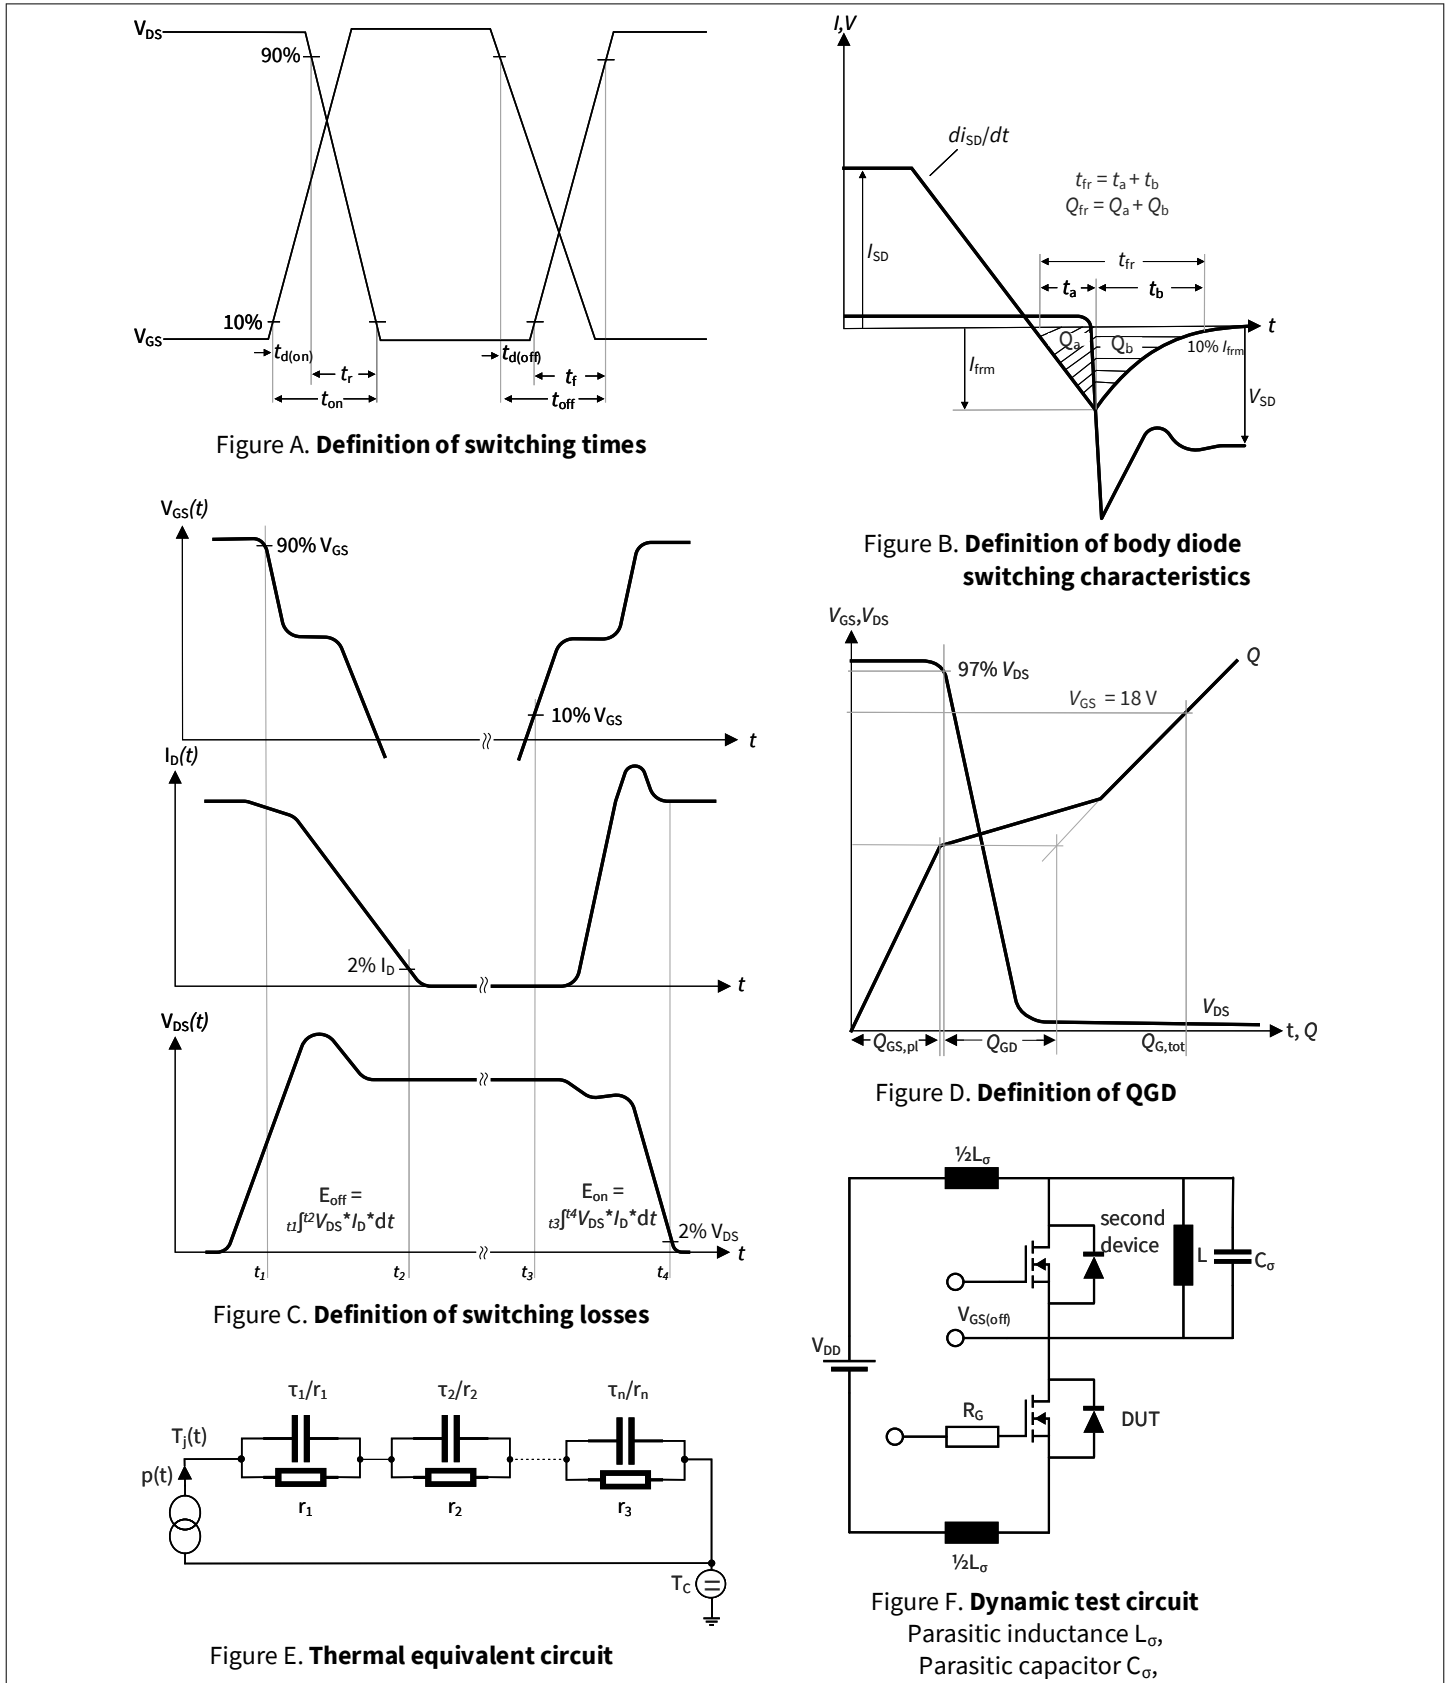 V_DS
90%
10%
V_GS
t_d(on)
t_r
t_on
t_d(off)
t_f
t_off
Figure A. Definition of switching times
I,V
di_SD/dt
t_fr = t_a + t_b
Q_fr = Q_a + Q_b
I_SD
t_fr
t_a
t_b
t
Q_a
Q_b
10% I_frm
I_frm
V_SD
Figure B. Definition of body diode
switching characteristics
V_GS(t)
90% V_GS
10% V_GS
t
I_D(t)
2% I_D
t
V_DS(t)
E_off =
t1∫^t2 V_DS*I_D*dt
E_on =
t3∫^t4 V_DS*I_D*dt
2% V_DS
t
t_1
t_2
t_3
t_4
Figure C. Definition of switching losses
V_GS,V_DS
Q
97% V_DS
V_GS = 18 V
V_DS
t, Q
Q_GS,pl
Q_GD
Q_G,tot
Figure D. Definition of QGD
τ_1/r_1
τ_2/r_2
τ_n/r_n
T_j(t)
p(t)
r_1
r_2
r_3
T_C
Figure E. Thermal equivalent circuit
½L_σ
second
device
L
C_σ
V_GS(off)
V_DD
R_G
DUT
½L_σ
Figure F. Dynamic test circuit
Parasitic inductance L_σ,
Parasitic capacitor C_σ,